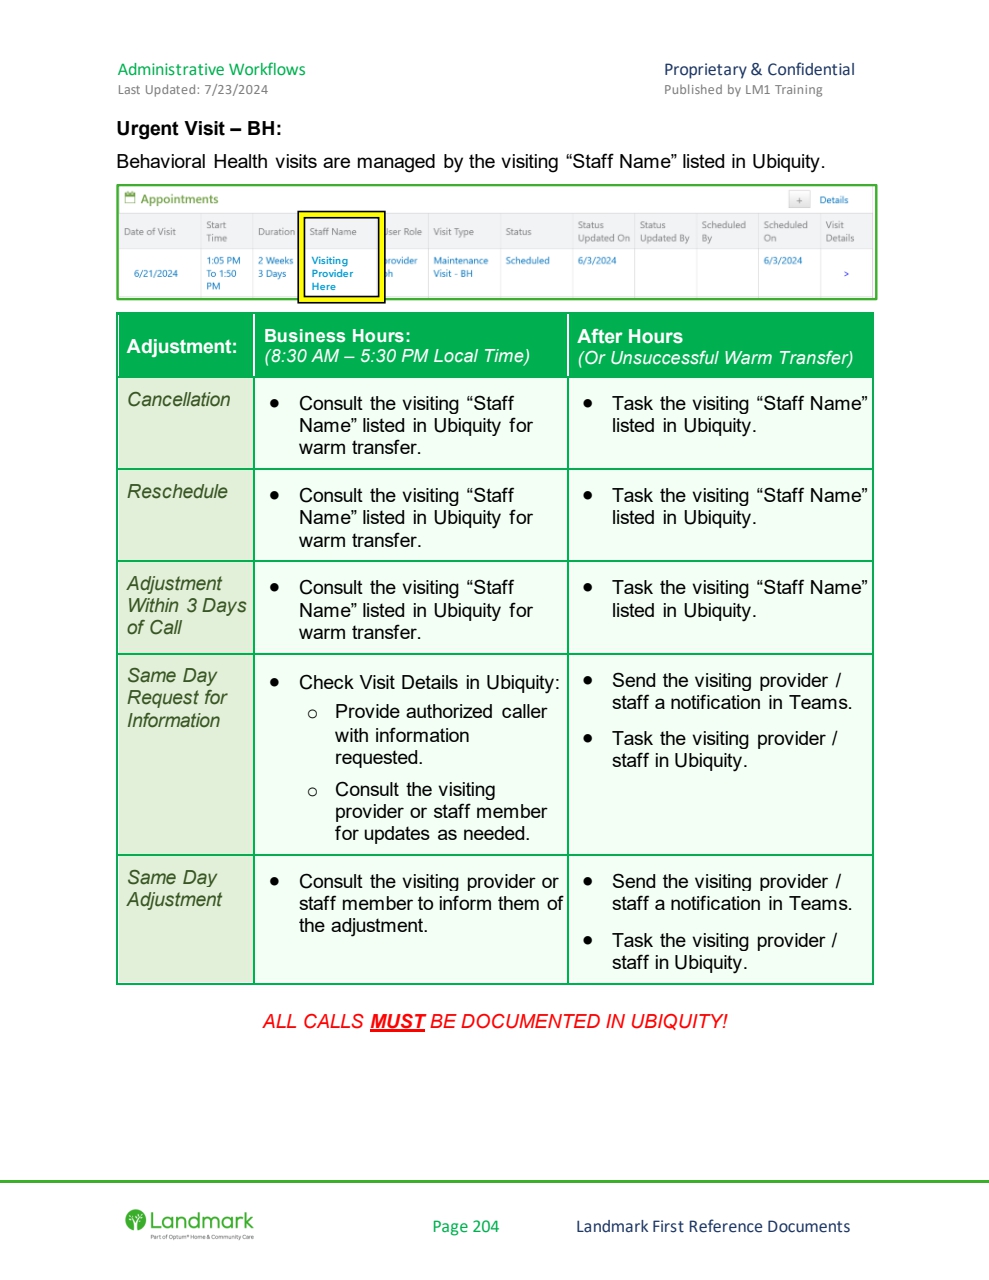 Administrative Workflows
Proprietary & Confidential
Last Updated: 7/23/2024
Published by LM1 Training
Urgent Visit – BH:
Behavioral Health visits are managed by the visiting “Staff Name” listed in Ubiquity.
Appointments
+ Details
Date of Visit
Start
Time
Duration
Staff Name
User Role
Visit Type
Status
Status
Updated On
Status
Updated By
Scheduled
By
Scheduled
On
Visit
Details
6/21/2024
1:05 PM
To 1:50
PM
2 Weeks
3 Days
Visiting
Provider
Here
provider
Maintenance
Visit - BH
Scheduled
6/3/2024
6/3/2024
>
Adjustment:
Business Hours:
(8:30 AM – 5:30 PM Local Time)
After Hours
(Or Unsuccessful Warm Transfer)
Cancellation
● Consult the visiting “Staff
Name” listed in Ubiquity for
warm transfer.
● Task the visiting “Staff Name”
listed in Ubiquity.
Reschedule
● Consult the visiting “Staff
Name” listed in Ubiquity for
warm transfer.
● Task the visiting “Staff Name”
listed in Ubiquity.
Adjustment
Within 3 Days
of Call
● Consult the visiting “Staff
Name” listed in Ubiquity for
warm transfer.
● Task the visiting “Staff Name”
listed in Ubiquity.
Same Day
Request for
Information
● Check Visit Details in Ubiquity:
o Provide authorized caller
with information
requested.
o Consult the visiting
provider or staff member
for updates as needed.
● Send the visiting provider /
staff a notification in Teams.
● Task the visiting provider /
staff in Ubiquity.
Same Day
Adjustment
● Consult the visiting provider or
staff member to inform them of
the adjustment.
● Send the visiting provider /
staff a notification in Teams.
● Task the visiting provider /
staff in Ubiquity.
ALL CALLS MUST BE DOCUMENTED IN UBIQUITY!
Landmark
Part of Optum® Home & Community Care
Page 204
Landmark First Reference Documents